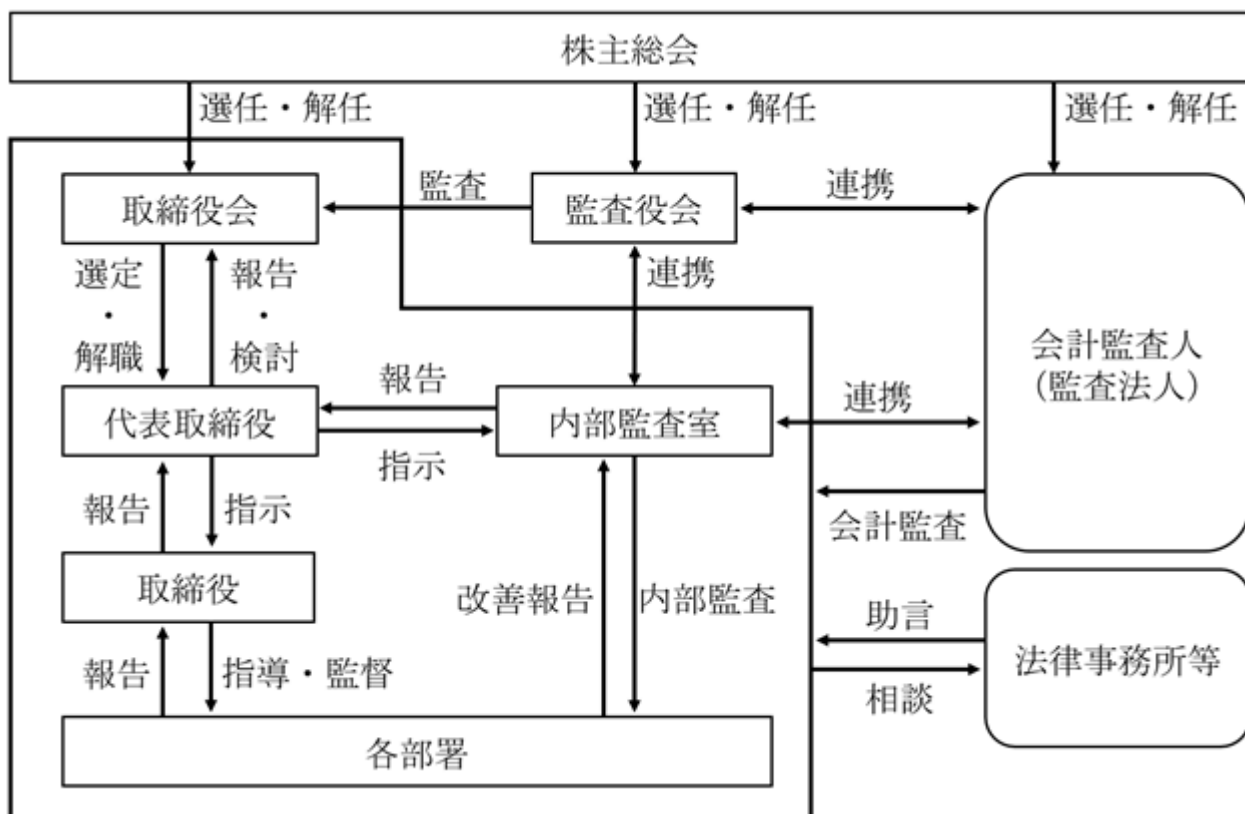 株主総会
選任・解任
選任・解任
選任・解任
取締役会
監査
監査役会
連携
選定
・
解職
報告
・
検討
連携
会計監査人
（監査法人）
代表取締役
報告
指示
内部監査室
連携
会計監査
報告
指示
取締役
改善報告
内部監査
助言
相談
法律事務所等
報告
指導・監督
各部署